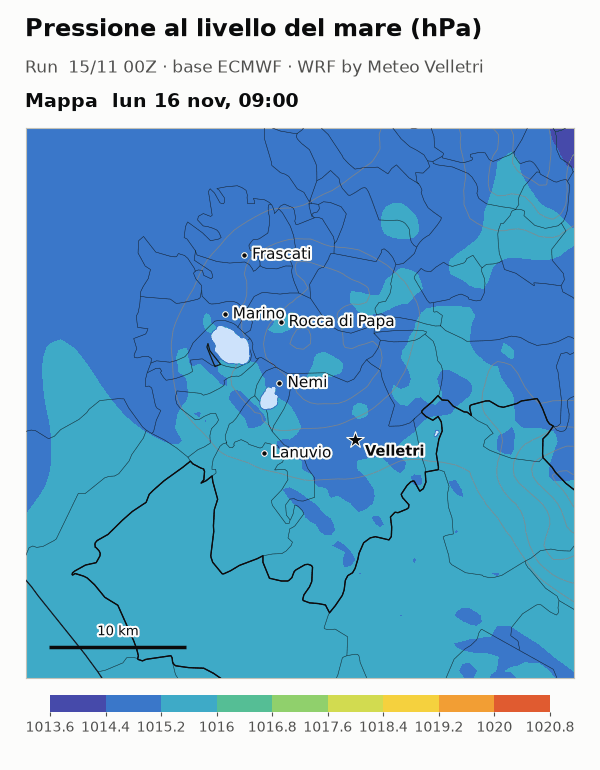 Pressione al livello del mare (hPa)
Run  15/11 00Z · base ECMWF · WRF by Meteo Velletri
Mappa  lun 16 nov, 09:00
Frascati
Marino
Rocca di Papa
Nemi
Velletri
Lanuvio
10 km
1013.6 1014.4 1015.2 1016 1016.8 1017.6 1018.4 1019.2 1020 1020.8